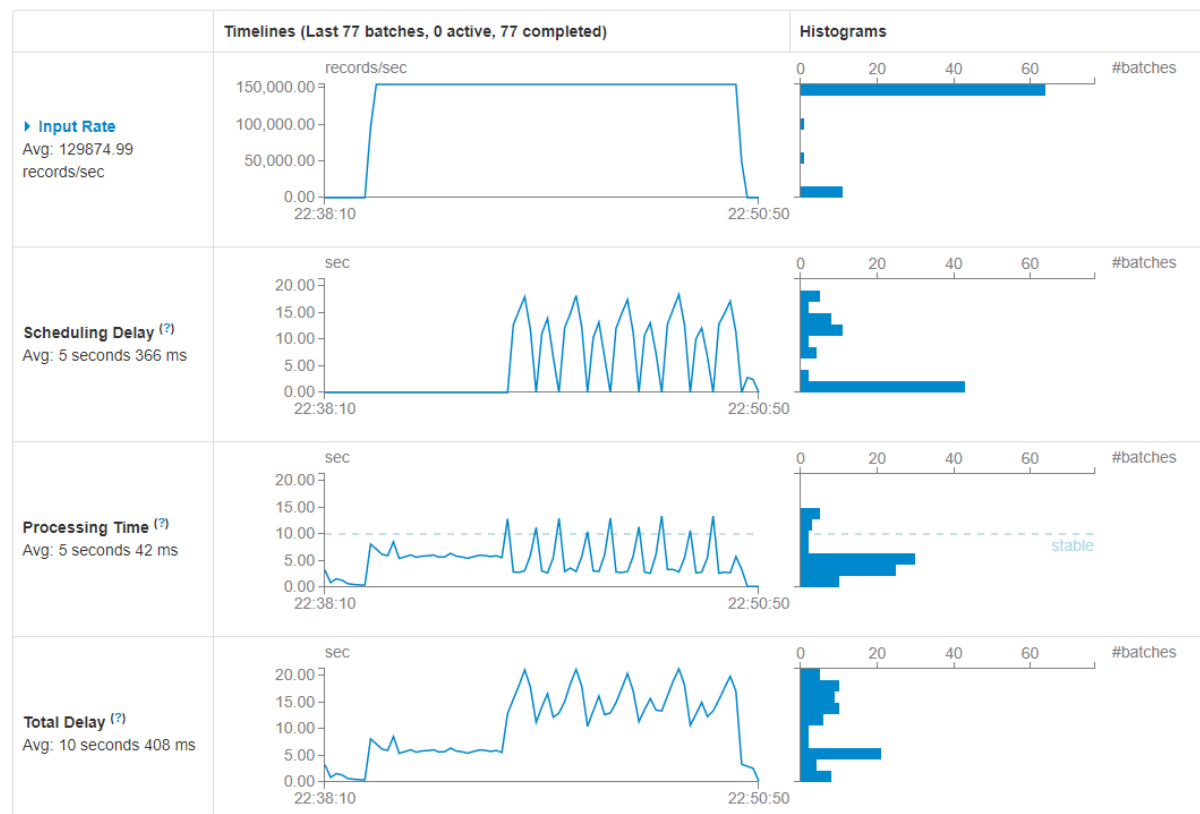 Timelines (Last 77 batches, 0 active, 77 completed)
Histograms
Input Rate
Avg: 129874.99
records/sec
records/sec
150,000.00
100,000.00
50,000.00
0.00
22:38:10
22:50:50
0 20 40 60 #batches
Scheduling Delay (?)
Avg: 5 seconds 366 ms
sec
20.00
15.00
10.00
5.00
0.00
22:38:10
22:50:50
0 20 40 60 #batches
Processing Time (?)
Avg: 5 seconds 42 ms
sec
20.00
15.00
10.00
5.00
0.00
22:38:10
22:50:50
0 20 40 60 #batches
stable
Total Delay (?)
Avg: 10 seconds 408 ms
sec
20.00
15.00
10.00
5.00
0.00
22:38:10
22:50:50
0 20 40 60 #batches